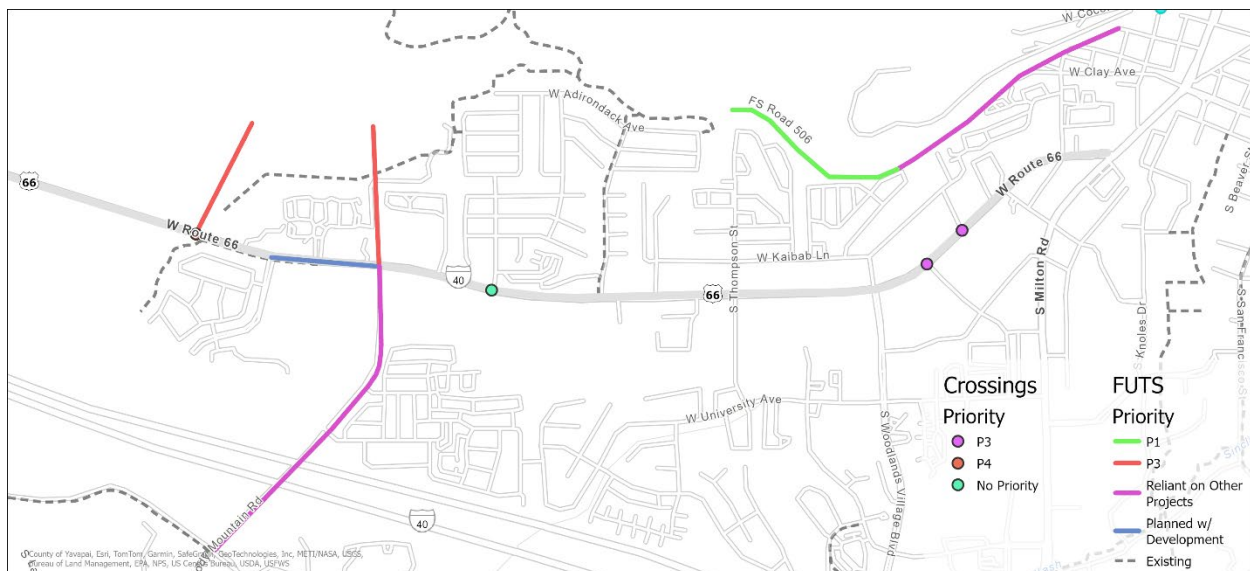 W Clay Ave
W Adirondack Ave
FS Road 506
66
W Route 66
W Route 66
S Beaver St
W Kaibab Ln
S Thompson St
40
66
S Milton Rd
S Knoles Dr
S San Francisco St
W University Ave
S Woodlands Village Blvd
40
Mountain Rd
Crossings
Priority
P3
P4
No Priority
FUTS
Priority
P1
P3
Reliant on Other
Projects
Planned w/
Development
Existing
County of Yavapai, Esri, TomTom, Garmin, SafeGraph, GeoTechnologies, Inc, METI/NASA, USGS,
Bureau of Land Management, EPA, NPS, US Census Bureau, USDA, USFWS